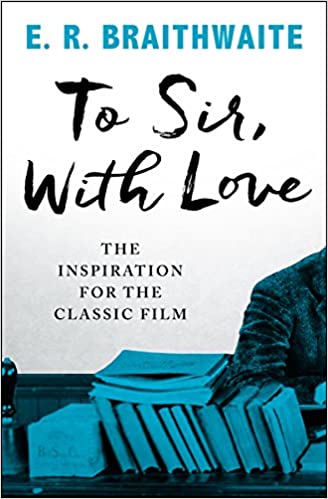 E. R. BRAITHWAITE
To Sir,
With Love
THE
INSPIRATION
FOR THE
CLASSIC FILM
B.S.C.